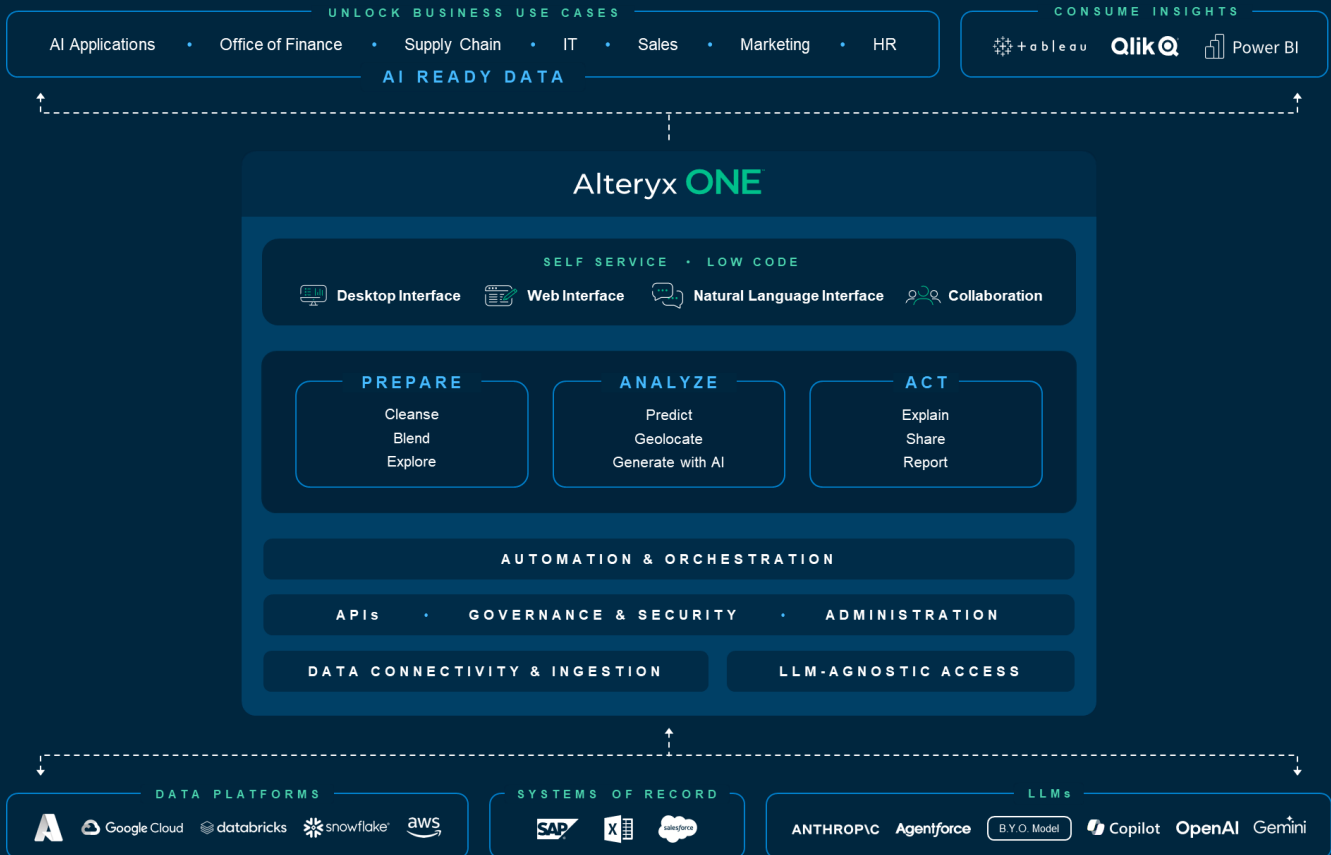 UNLOCK BUSINESS USE CASES
CONSUME INSIGHTS
AI Applications • Office of Finance • Supply Chain • IT • Sales • Marketing • HR
+ableau Qlik Power BI
AI READY DATA
Alteryx ONE
SELF SERVICE • LOW CODE
Desktop Interface Web Interface Natural Language Interface Collaboration
PREPARE
Cleanse
Blend
Explore
ANALYZE
Predict
Geolocate
Generate with AI
ACT
Explain
Share
Report
AUTOMATION & ORCHESTRATION
APIs • GOVERNANCE & SECURITY • ADMINISTRATION
DATA CONNECTIVITY & INGESTION
LLM-AGNOSTIC ACCESS
DATA PLATFORMS
Google Cloud databricks snowflake aws
SYSTEMS OF RECORD
SAP X salesforce
LLMs
ANTHROP\C Agentforce B.Y.O. Model Copilot OpenAI Gemini